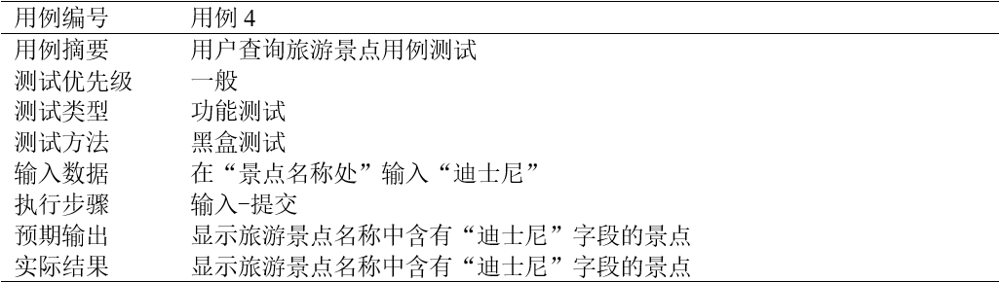 用例编号 用例 4
用例摘要 用户查询旅游景点用例测试
测试优先级 一般
测试类型 功能测试
测试方法 黑盒测试
输入数据 在“景点名称处”输入“迪士尼”
执行步骤 输入-提交
预期输出 显示旅游景点名称中含有“迪士尼”字段的景点
实际结果 显示旅游景点名称中含有“迪士尼”字段的景点